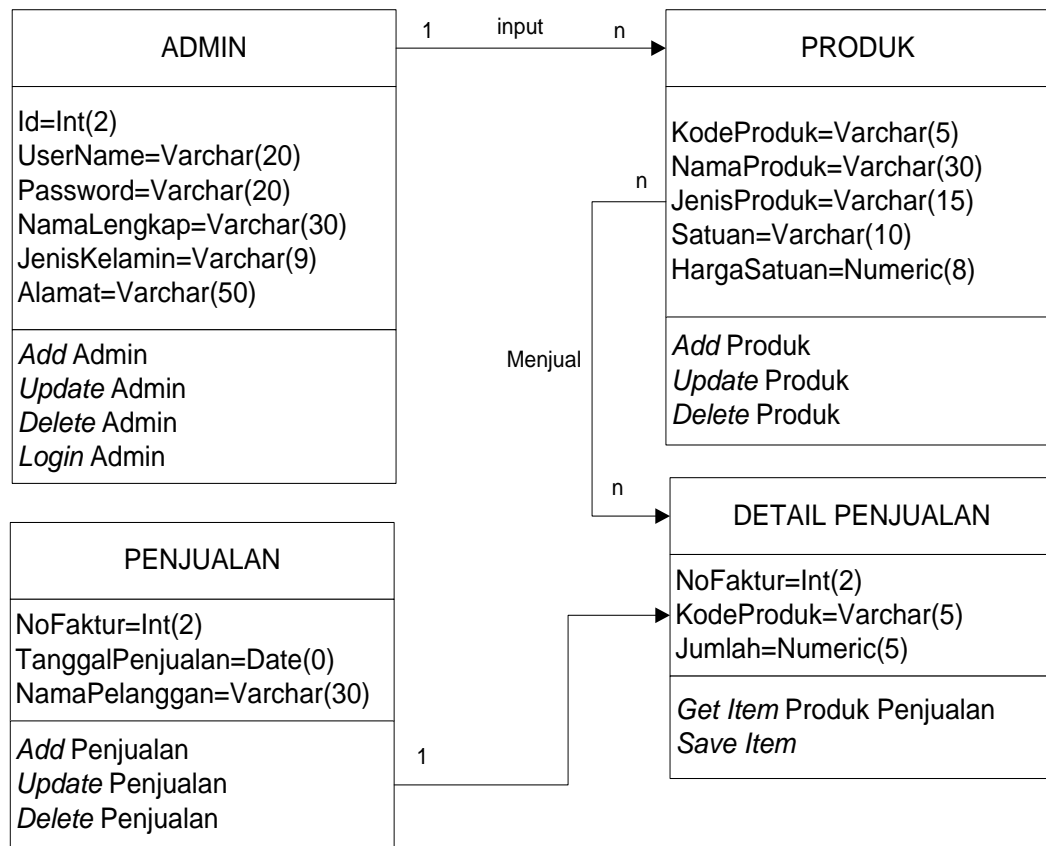 ADMIN
Id=Int(2)
UserName=Varchar(20)
Password=Varchar(20)
NamaLengkap=Varchar(30)
JenisKelamin=Varchar(9)
Alamat=Varchar(50)
Add Admin
Update Admin
Delete Admin
Login Admin
1 input n
PRODUK
KodeProduk=Varchar(5)
NamaProduk=Varchar(30)
JenisProduk=Varchar(15)
Satuan=Varchar(10)
HargaSatuan=Numeric(8)
Add Produk
Update Produk
Delete Produk
n
Menjual
n
PENJUALAN
NoFaktur=Int(2)
TanggalPenjualan=Date(0)
NamaPelanggan=Varchar(30)
Add Penjualan
Update Penjualan
Delete Penjualan
1
DETAIL PENJUALAN
NoFaktur=Int(2)
KodeProduk=Varchar(5)
Jumlah=Numeric(5)
Get Item Produk Penjualan
Save Item